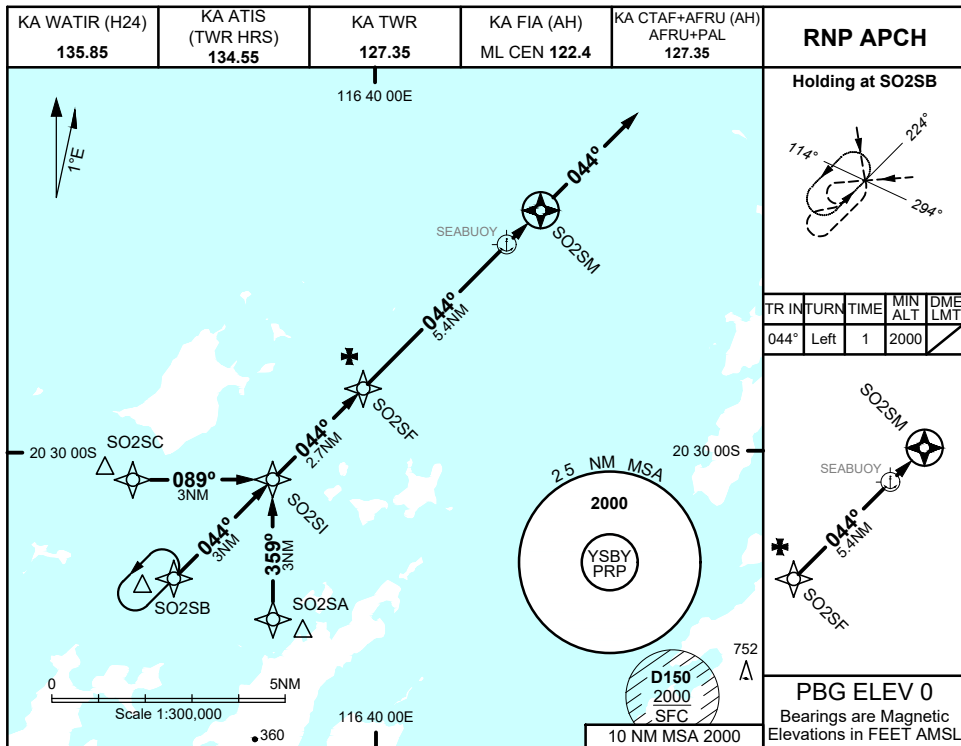 KA WATIR (H24)
135.85
KA ATIS
(TWR HRS)
134.55
KA TWR
127.35
KA FIA (AH)
ML CEN 122.4
KA CTAF+AFRU (AH)
AFRU+PAL
127.35
RNP APCH
116 40 00E
1°E
044°
SEABUOY
SO2SM
044°
5.4NM
SO2SF
044°
2.7NM
20 30 00S
SO2SC
20 30 00S
089°
3NM
SO2SI
044°
3NM
359°
3NM
SO2SB
SO2SA
25 NM MSA
2000
YSBY
PRP
752
D150
2000
SFC
0
5NM
Scale 1:300,000
360
116 40 00E
10 NM MSA 2000
Holding at SO2SB
224°
114°
294°
TR IN TURN TIME MIN ALT DME LMT
044° Left 1 2000
SO2SM
SEABUOY
044°
5.4NM
SO2SF
PBG ELEV 0
Bearings are Magnetic
Elevations in FEET AMSL